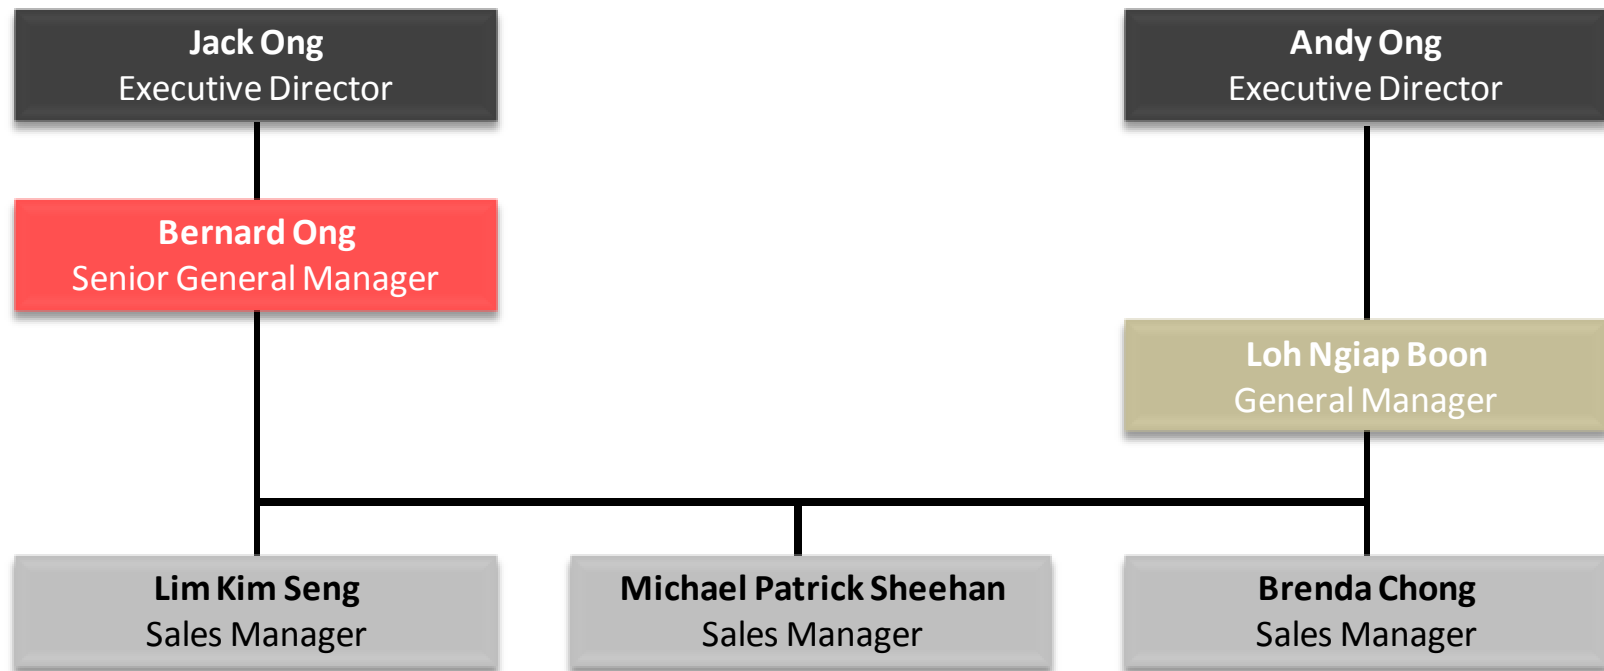 Jack Ong
Executive Director
Andy Ong
Executive Director
Bernard Ong
Senior General Manager
Loh Ngiap Boon
General Manager
Lim Kim Seng
Sales Manager
Michael Patrick Sheehan
Sales Manager
Brenda Chong
Sales Manager